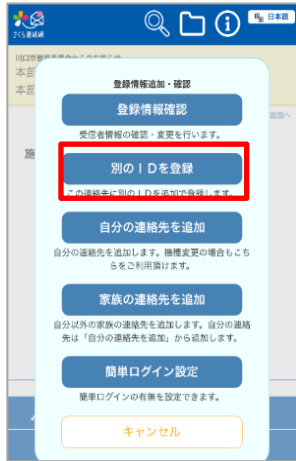 さくら連絡網
日本語
本部
本部
登録情報追加・確認
登録情報確認
受信者情報の確認・変更を行います。
施
別のＩＤを登録
この連絡先に別のＩＤを追加で登録します。
自分の連絡先を追加
自分の連絡先を追加します。機種変更の場合もこち
らをご利用頂けます。
家族の連絡先を追加
自分以外の家族の連絡先を追加します。自分の連絡
先は「自分の連絡先を追加」から追加します。
簡単ログイン設定
簡単ログインの有無を設定できます。
キャンセル